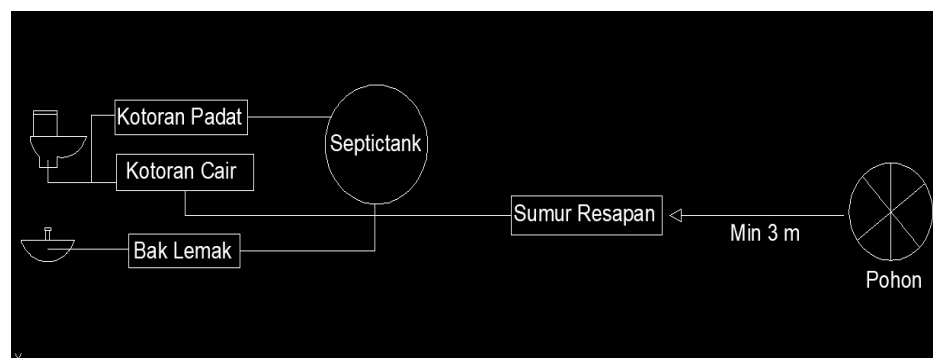 Kotoran Padat
Septictank
Kotoran Cair
Sumur Resapan
Min 3 m
Bak Lemak
Pohon